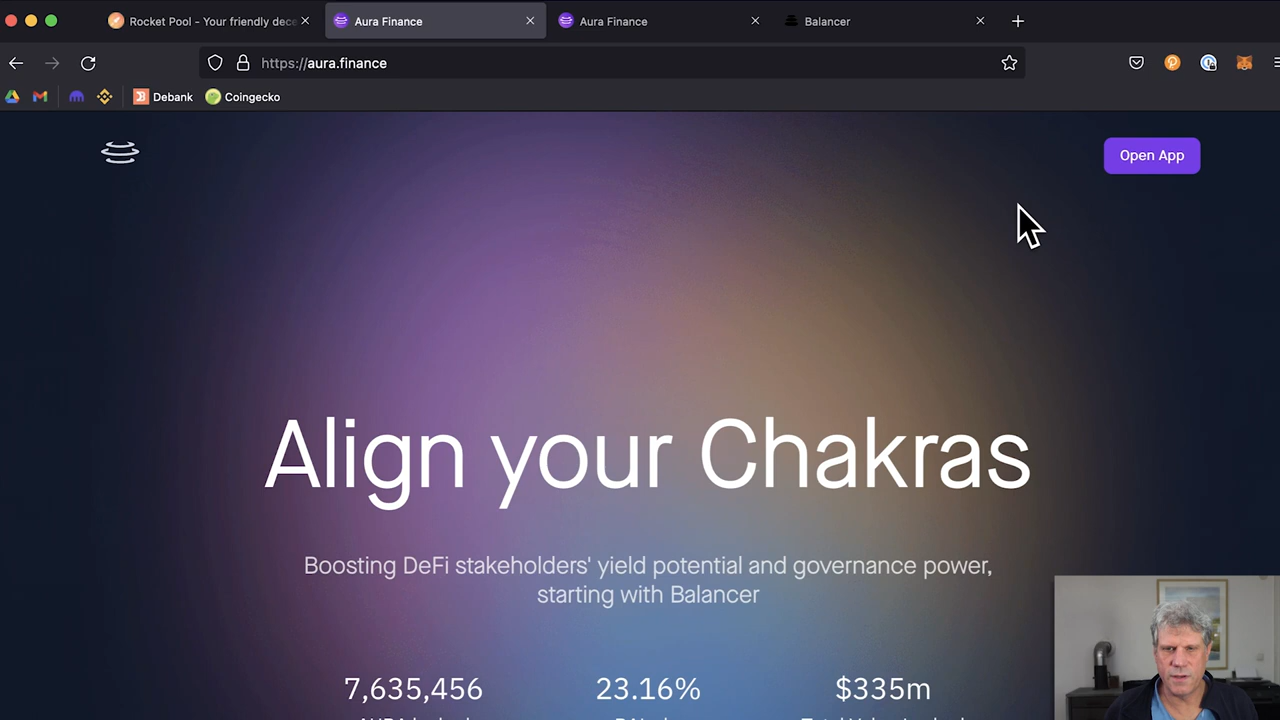 Rocket Pool - Your friendly dece
Aura Finance
Aura Finance
Balancer
https://aura.finance
Debank
Coingecko
Open App
Align your Chakras
Boosting DeFi stakeholders' yield potential and governance power,
starting with Balancer
7,635,456
23.16%
$335m